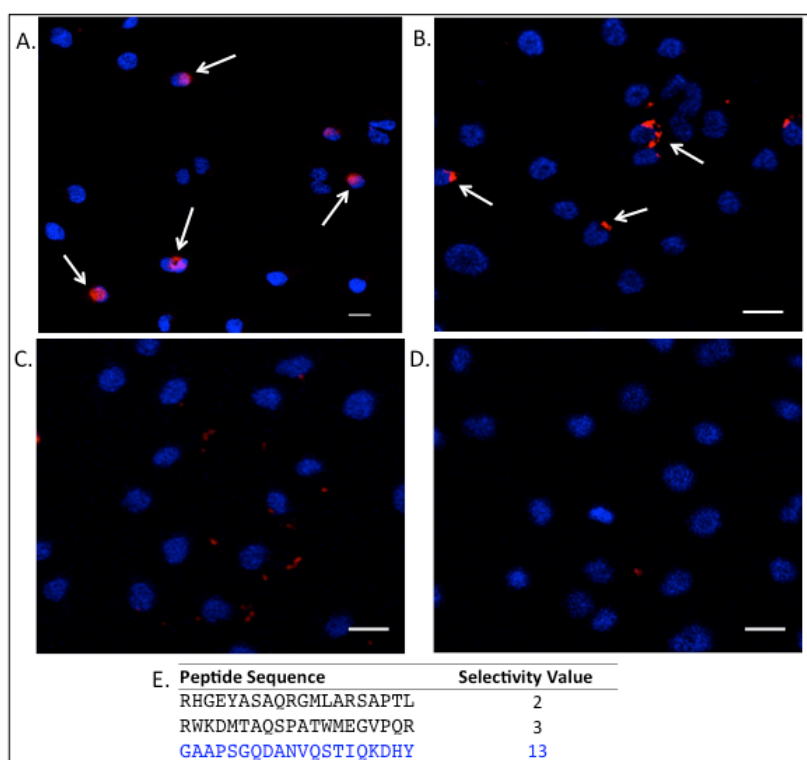 A.
B.
C.
D.
E. Peptide Sequence Selectivity Value
RHGEYASAQRGMLARSAPTL 2
RWKDMTAQSPATWMEGVPQR 3
GAAPSGQDANVQSTIQKDHY 13